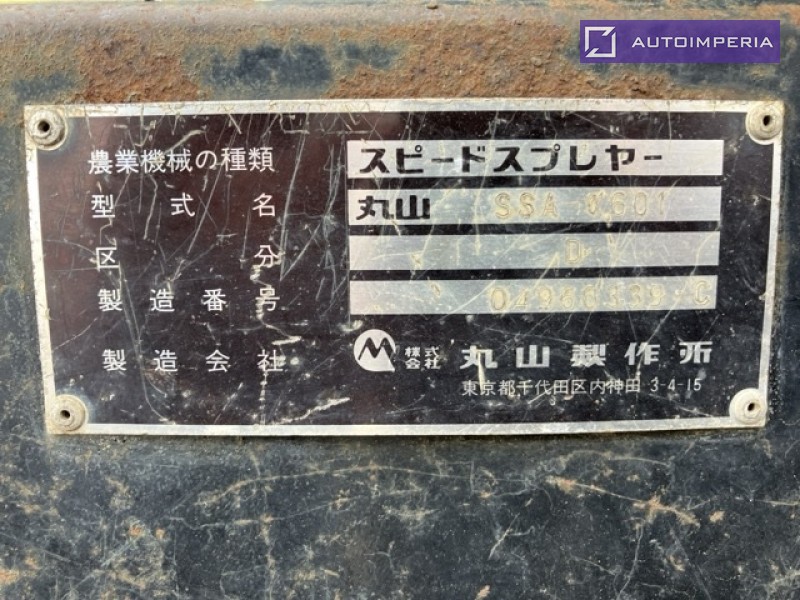 AUTOIMPERIA
農業機械の種類 スピードスプレヤー
型式名 丸山 SSA
区分 D
製造番号
製造会社 株式会社 丸山製作所
東京都千代田区内神田 3-4-15